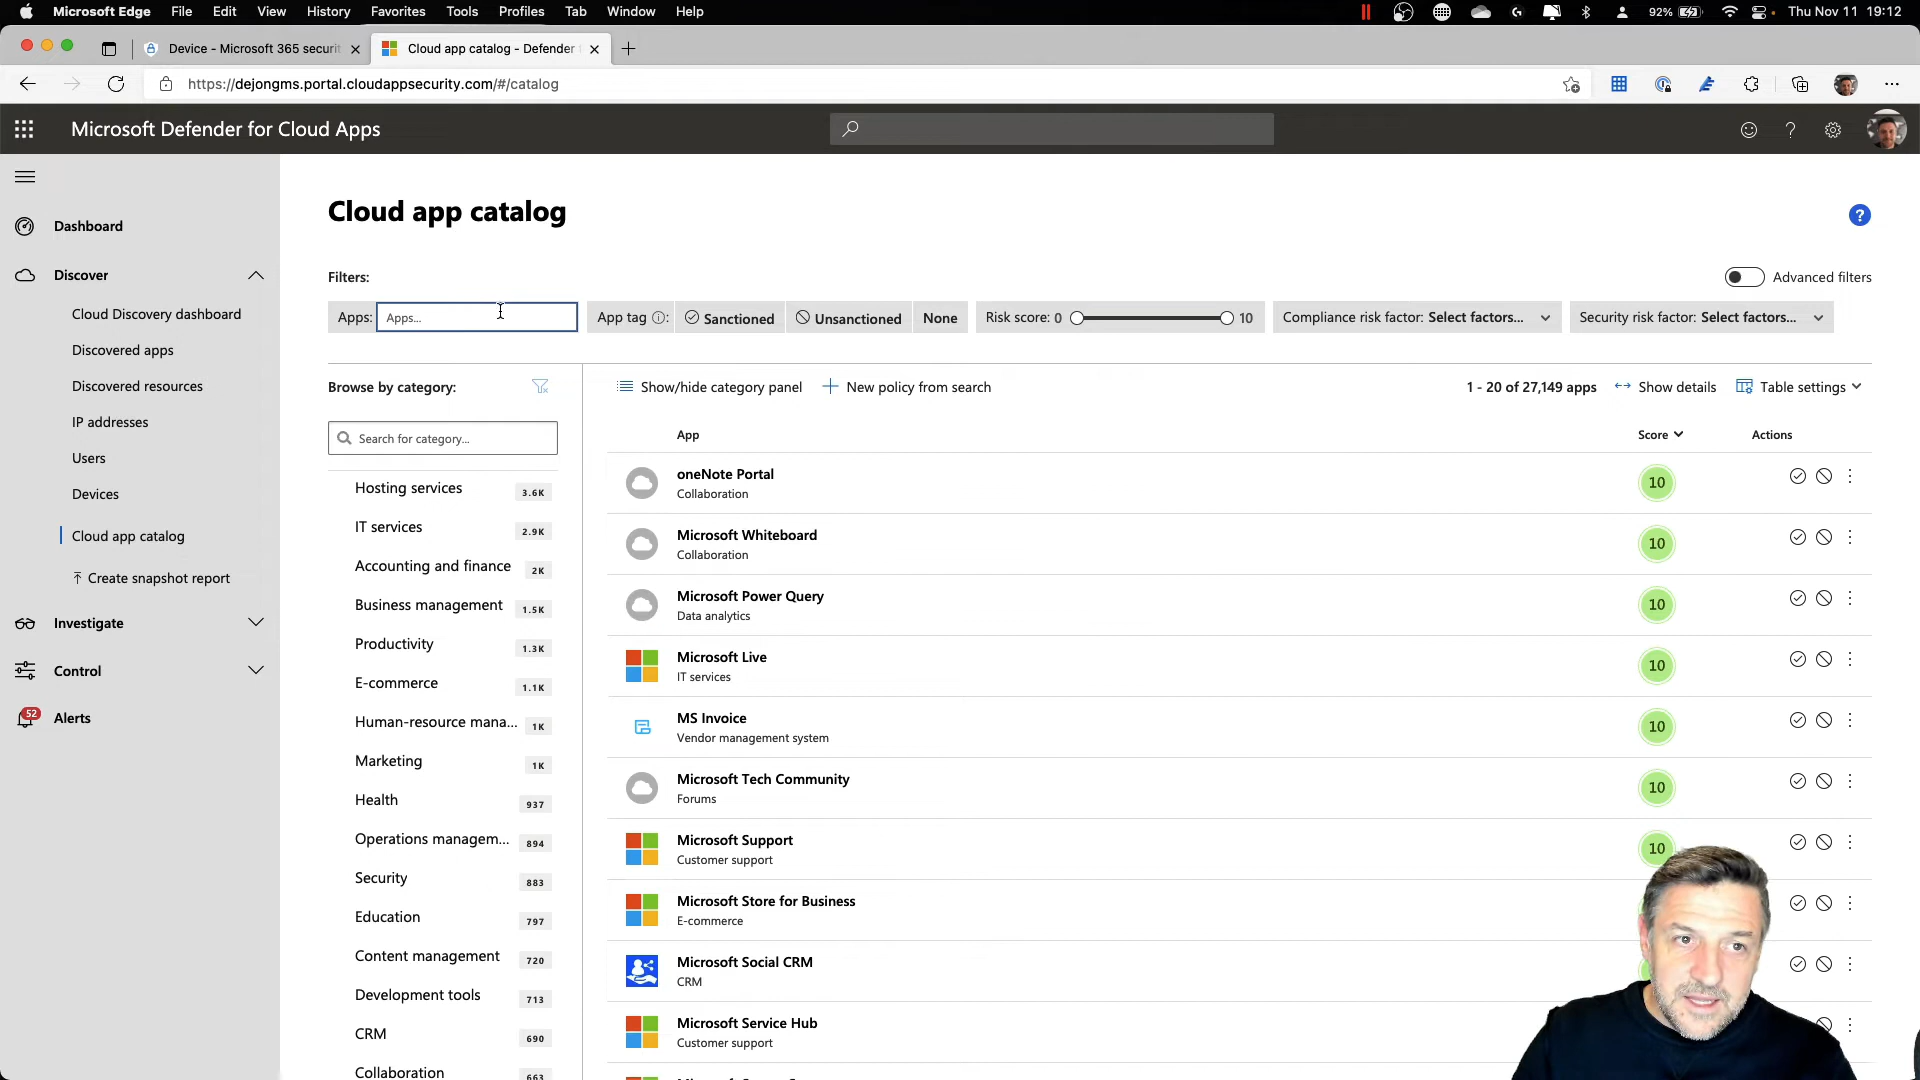 Microsoft Edge File Edit View History Favorites Tools Profiles Tab Window Help 92% Thu Nov 11 19:12
Device - Microsoft 365 securit
Cloud app catalog - Defender
https://dejongms.portal.cloudappsecurity.com/#/catalog
Microsoft Defender for Cloud Apps
Dashboard
Discover
Cloud Discovery dashboard
Discovered apps
Discovered resources
IP addresses
Users
Devices
Cloud app catalog
Create snapshot report
Investigate
Control
52 Alerts
Cloud app catalog
Filters:
Advanced filters
Apps: Apps... App tag Sanctioned Unsanctioned None Risk score: 0 10 Compliance risk factor: Select factors... Security risk factor: Select factors...
Browse by category:
Search for category...
Hosting services 3.6K
IT services 2.9K
Accounting and finance 2K
Business management 1.5K
Productivity 1.3K
E-commerce 1.1K
Human-resource mana... 1K
Marketing 1K
Health 937
Operations managem... 894
Security 883
Education 797
Content management 720
Development tools 713
CRM 690
Collaboration 663
Show/hide category panel New policy from search 1 - 20 of 27,149 apps Show details Table settings
App Score Actions
oneNote Portal 10
Collaboration
Microsoft Whiteboard 10
Collaboration
Microsoft Power Query 10
Data analytics
Microsoft Live 10
IT services
MS Invoice 10
Vendor management system
Microsoft Tech Community 10
Forums
Microsoft Support 10
Customer support
Microsoft Store for Business
E-commerce
Microsoft Social CRM
CRM
Microsoft Service Hub
Customer support